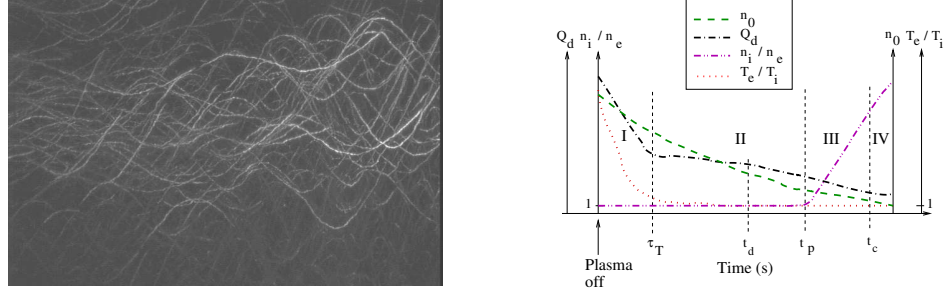 n0
Qd
ni / ne
Te / Ti
Qd ni / ne
n0 Te / Ti
I
II
III
IV
1
1
τT
td
tp
tc
Plasma
off
Time (s)